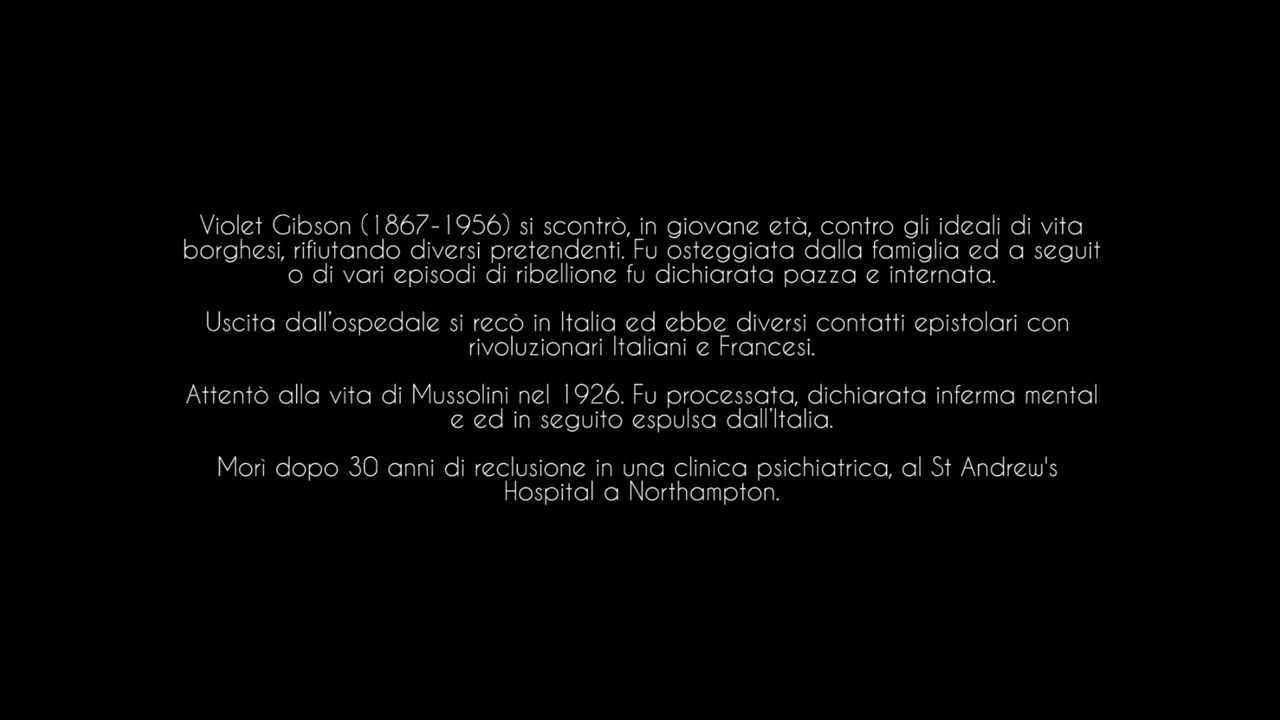 Violet Gibson (1867-1956) si scontrò, in giovane età, contro gli ideali di vita
borghesi, rifiutando diversi pretendenti. Fu osteggiata dalla famiglia ed a seguit
o di vari episodi di ribellione fu dichiarata pazza e internata.
Uscita dall'ospedale si recò in Italia ed ebbe diversi contatti epistolari con
rivoluzionari Italiani e Francesi.
Attentò alla vita di Mussolini nel 1926. Fu processata, dichiarata inferma mental
e ed in seguito espulsa dall'Italia.
Morì dopo 30 anni di reclusione in una clinica psichiatrica, al St Andrew's
Hospital a Northampton.